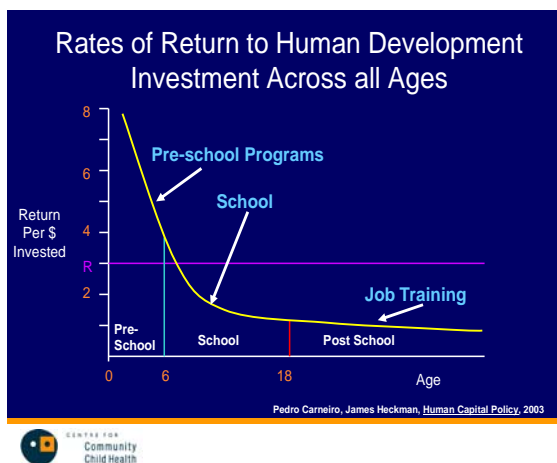 Rates of Return to Human Development
Investment Across all Ages
8
6
Return
Per $
Invested
4
R
2
Pre-school Programs
School
Job Training
Pre-
School
School
Post School
0
6
18
Age
Pedro Carneiro, James Heckman, Human Capital Policy, 2003
CENTRE FOR
Community
Child Health